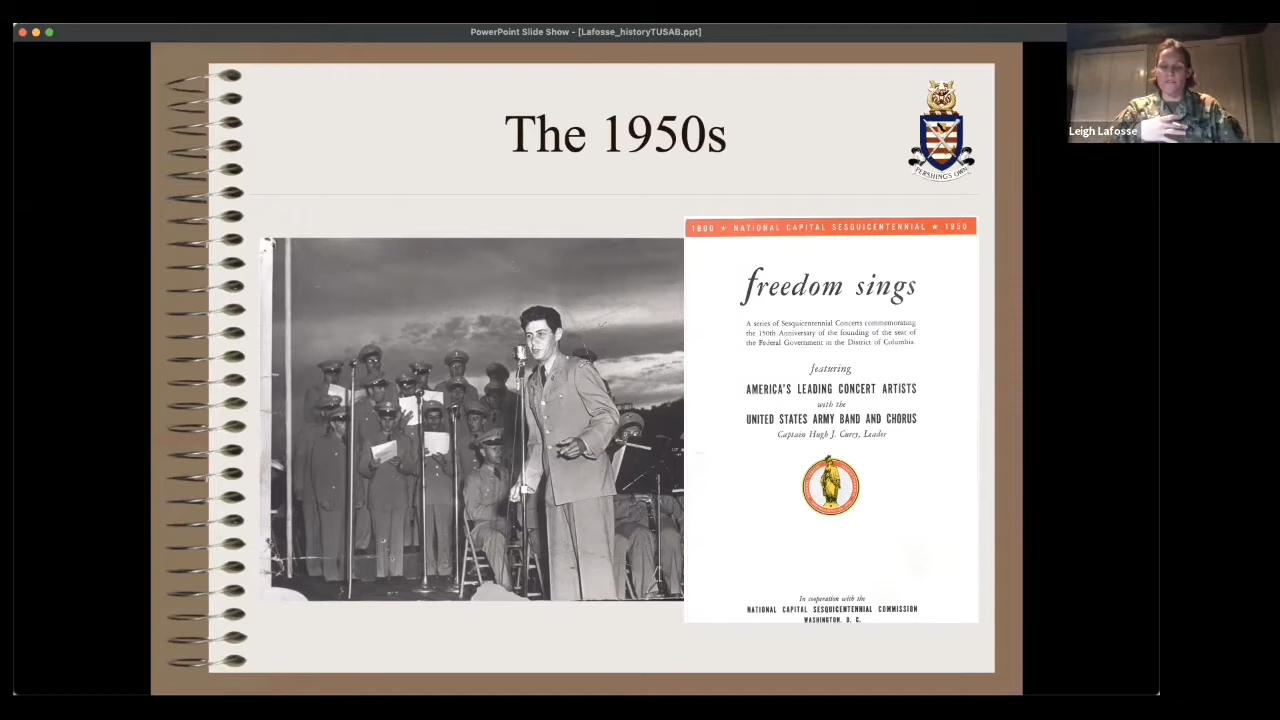 PowerPoint Slide Show - [Lafosse_historyTUSAB.ppt]
Leigh Lafosse
The 1950s
PERSHING'S OWN
1800 ★ NATIONAL CAPITAL SESQUICENTENNIAL ★ 1950
freedom sings
A series of Sesquicentennial Concerts commemorating
the 150th Anniversary of the founding of the seat of
the Federal Government in the District of Columbia.
featuring
AMERICA'S LEADING CONCERT ARTISTS
with the
UNITED STATES ARMY BAND AND CHORUS
Captain Hugh J. Curry, Leader
In cooperation with the
NATIONAL CAPITAL SESQUICENTENNIAL COMMISSION
WASHINGTON, D. C.